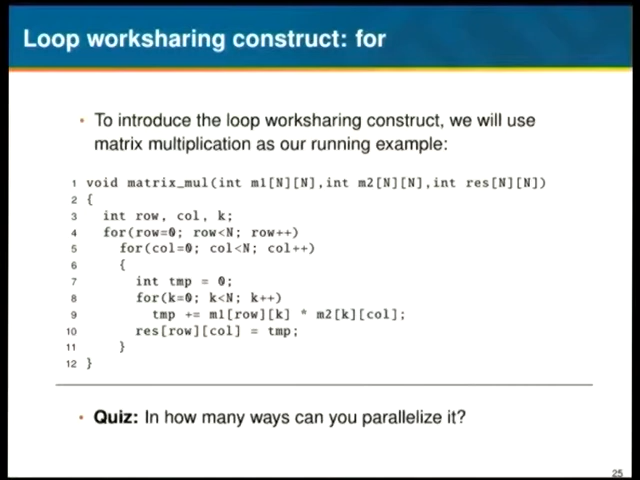 Loop worksharing construct: for
• To introduce the loop worksharing construct, we will use
matrix multiplication as our running example:
1 void matrix_mul(int m1[N][N],int m2[N][N],int res[N][N])
2 {
3 int row, col, k;
4 for(row=0; row<N; row++)
5 for(col=0; col<N; col++)
6 {
7 int tmp = 0;
8 for(k=0; k<N; k++)
9 tmp += m1[row][k] * m2[k][col];
10 res[row][col] = tmp;
11 }
12 }
• Quiz: In how many ways can you parallelize it?
25